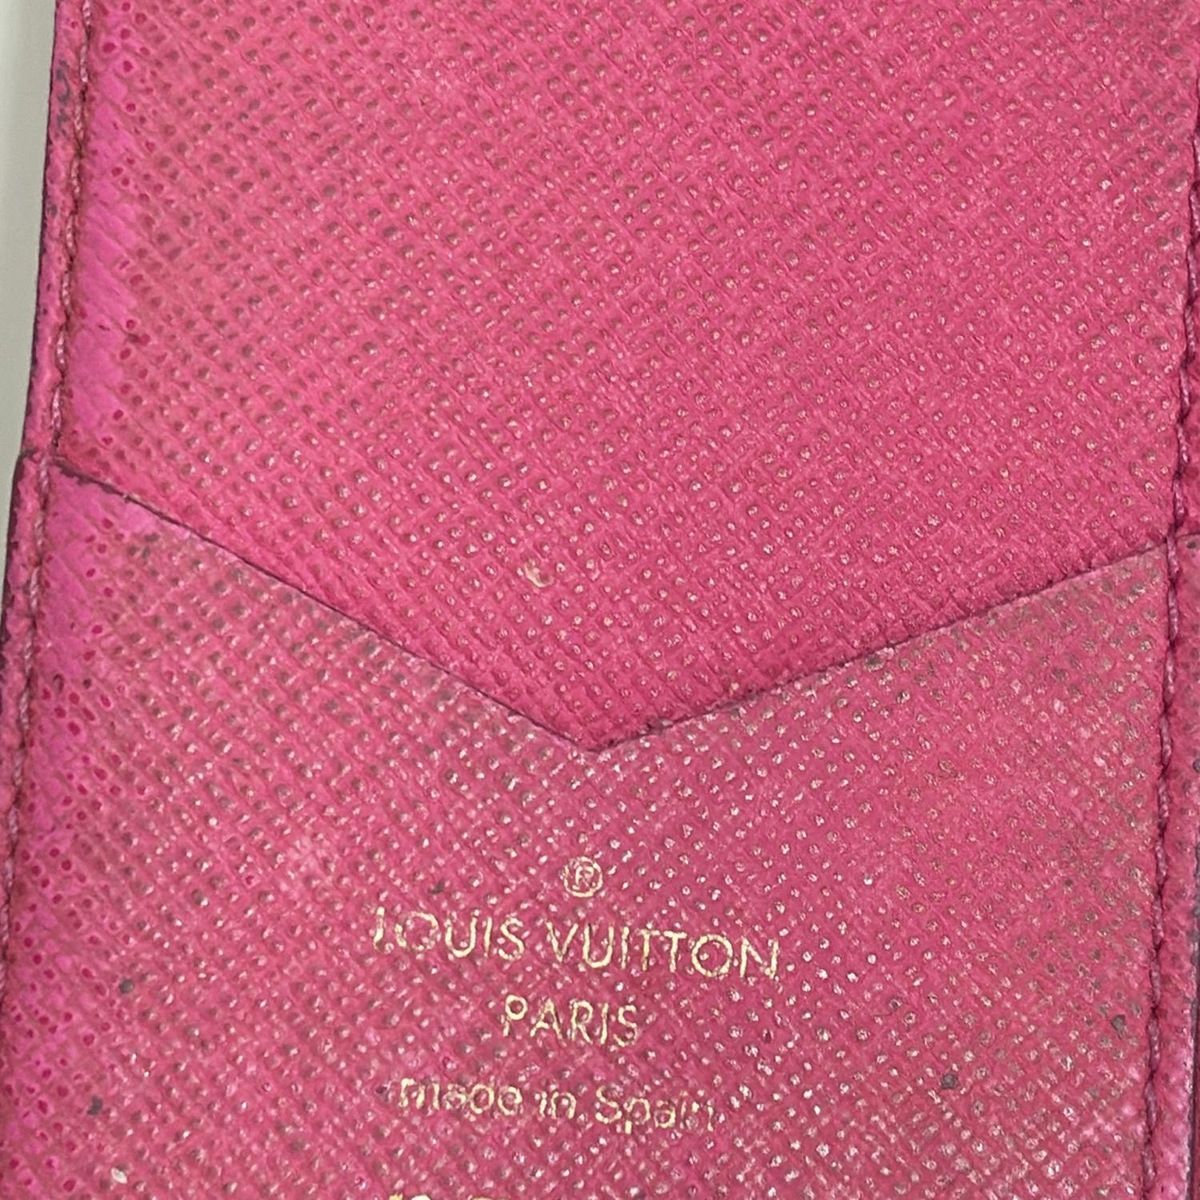 ®
LOUIS VUITTON
PARIS
made in Spain